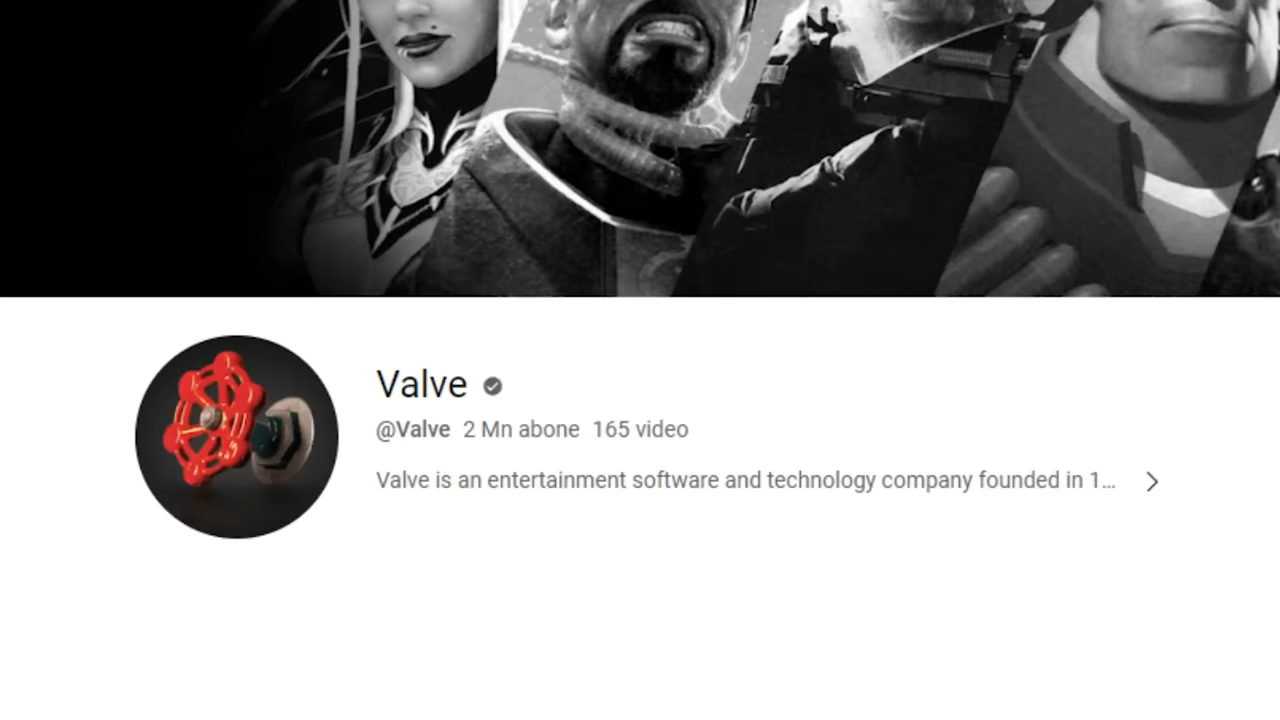 Valve
@Valve 2 Mn abone 165 video
Valve is an entertainment software and technology company founded in 1...